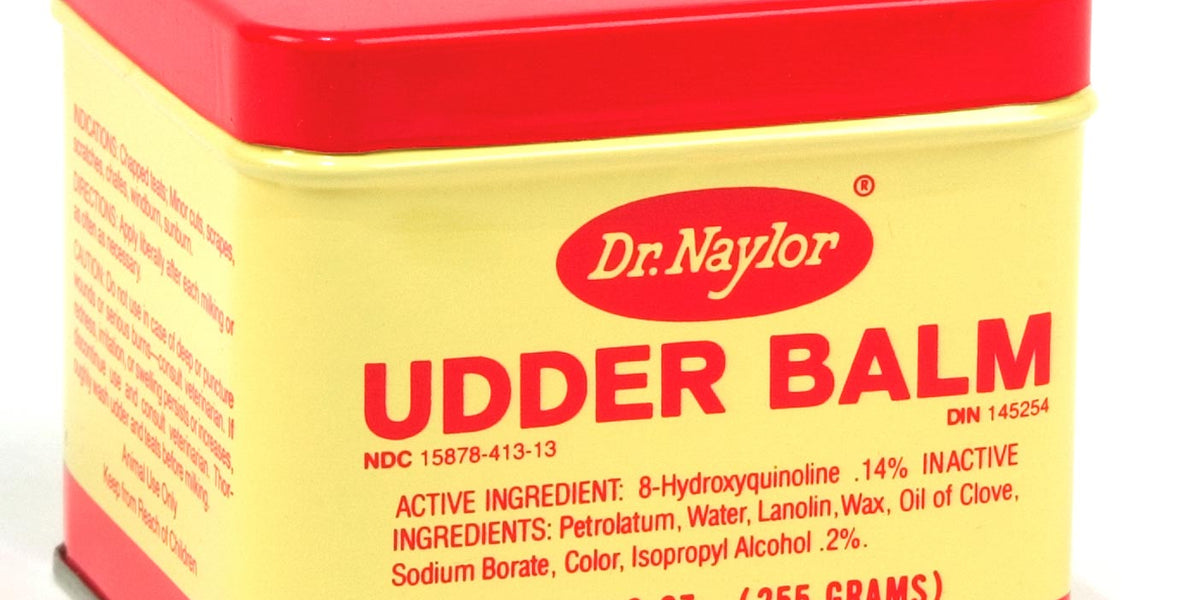 INDICATIONS: Chapped teats, Minor cuts, scrapes,
scratches, chafes, windburn, sunburn.
DIRECTIONS: Apply liberally after each milking or
as often as necessary.
CAUTION: Do not use in case of deep or puncture
wounds or serious burns—consult veterinarian. If
redness, irritation, or swelling persists or increases,
discontinue use and consult veterinarian. Thor-
oughly wash udder and teats before milking.
Animal Use Only
Keep from Reach of Children
Dr. Naylor ®
UDDER BALM
NDC 15878-413-13
DIN 145254
ACTIVE INGREDIENT: 8-Hydroxyquinoline .14% INACTIVE
INGREDIENTS: Petrolatum, Water, Lanolin, Wax, Oil of Clove,
Sodium Borate, Color, Isopropyl Alcohol .2%.
(255 GRAMS)